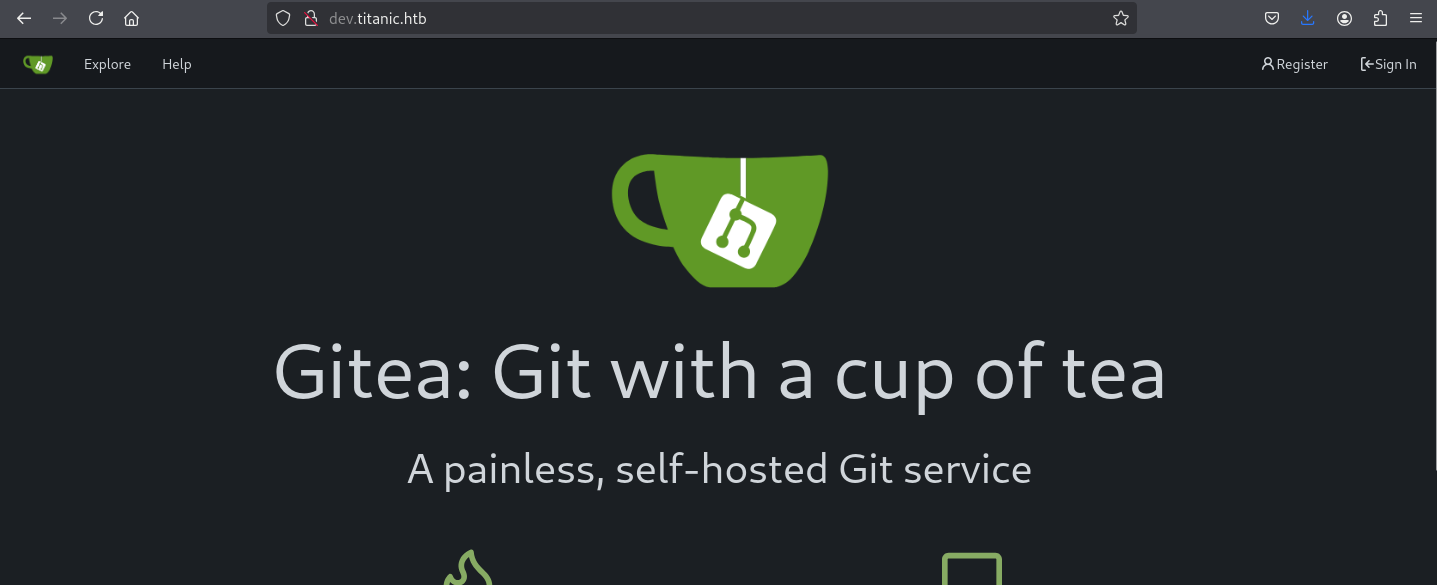 dev.titanic.htb
Explore Help Register Sign In
Gitea: Git with a cup of tea
A painless, self-hosted Git service